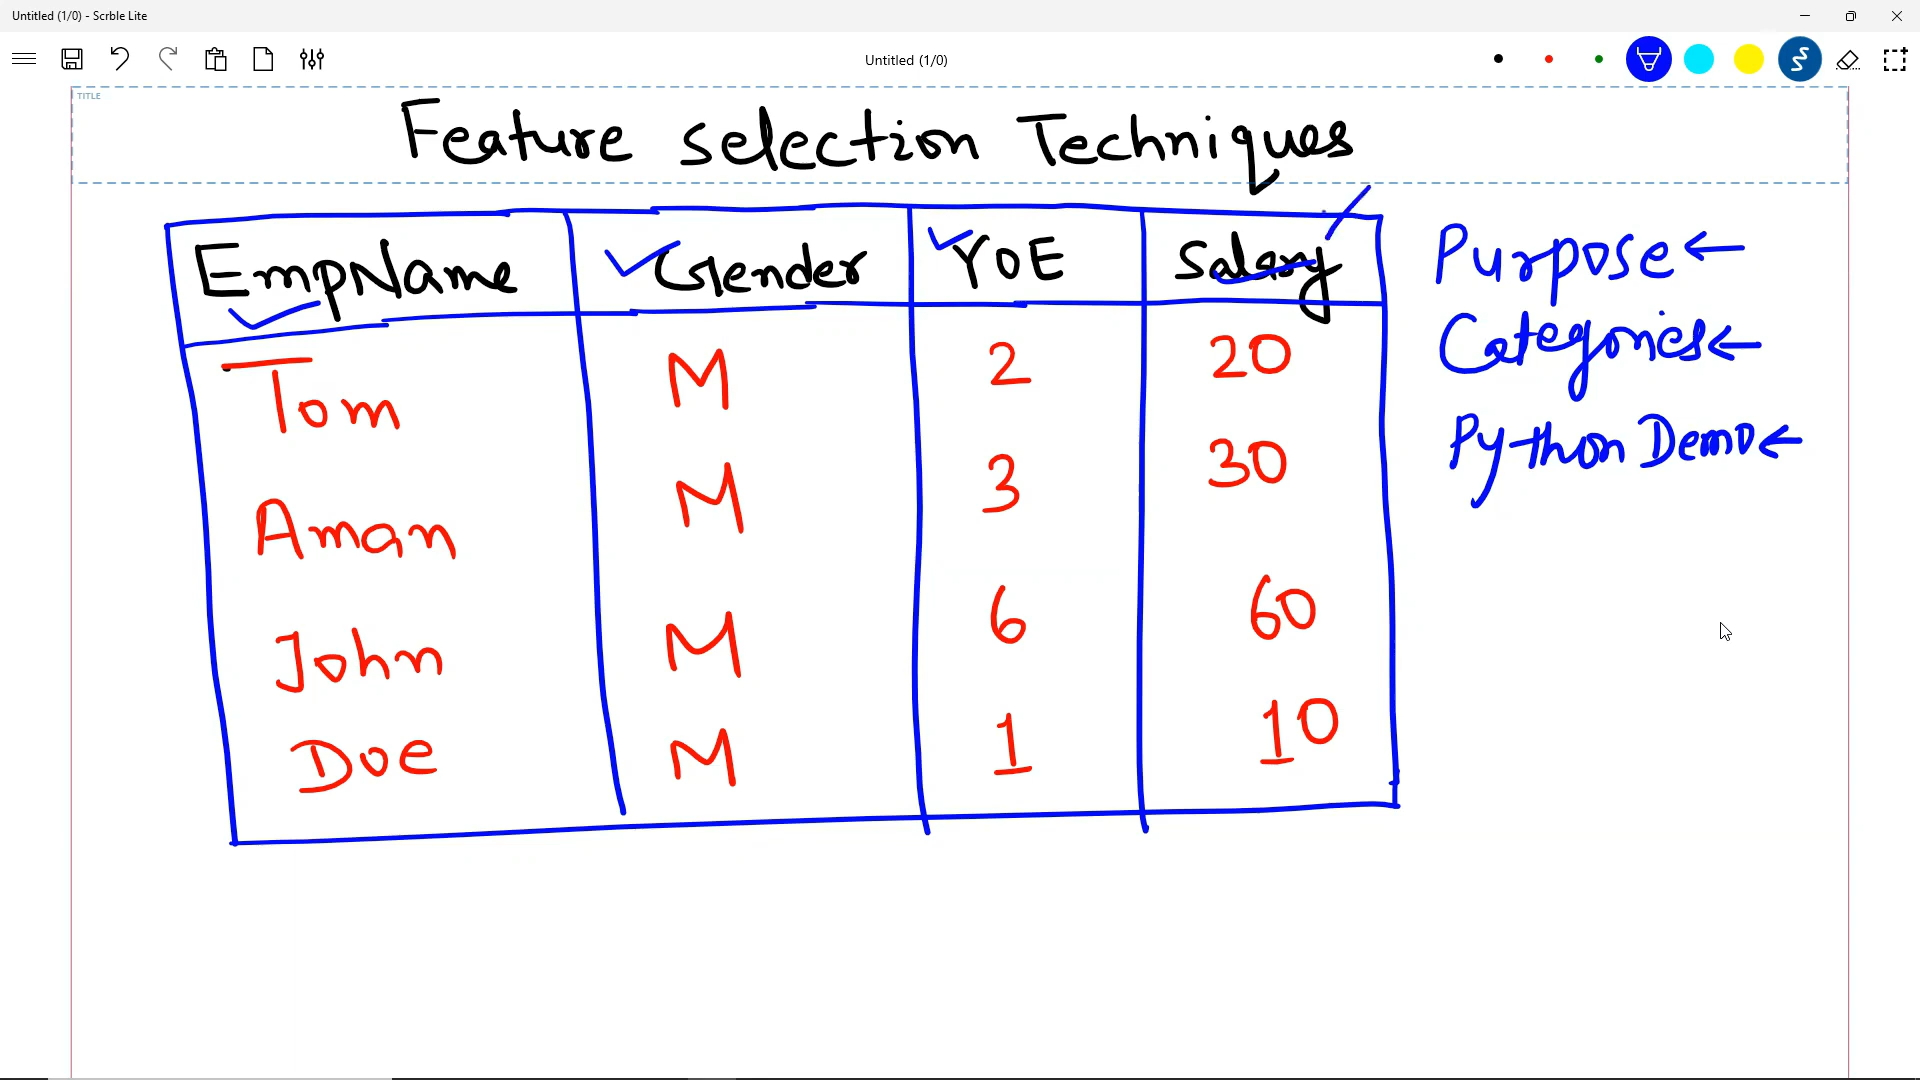 Untitled (1/0) - Scrble Lite
Untitled (1/0)
TITLE
Feature selection Techniques
EmpName Gender YOE Salary
Tom M 2 20
Aman M 3 30
John M 6 60
Doe M 1 10
Purpose←
Categories←
Python Demo←